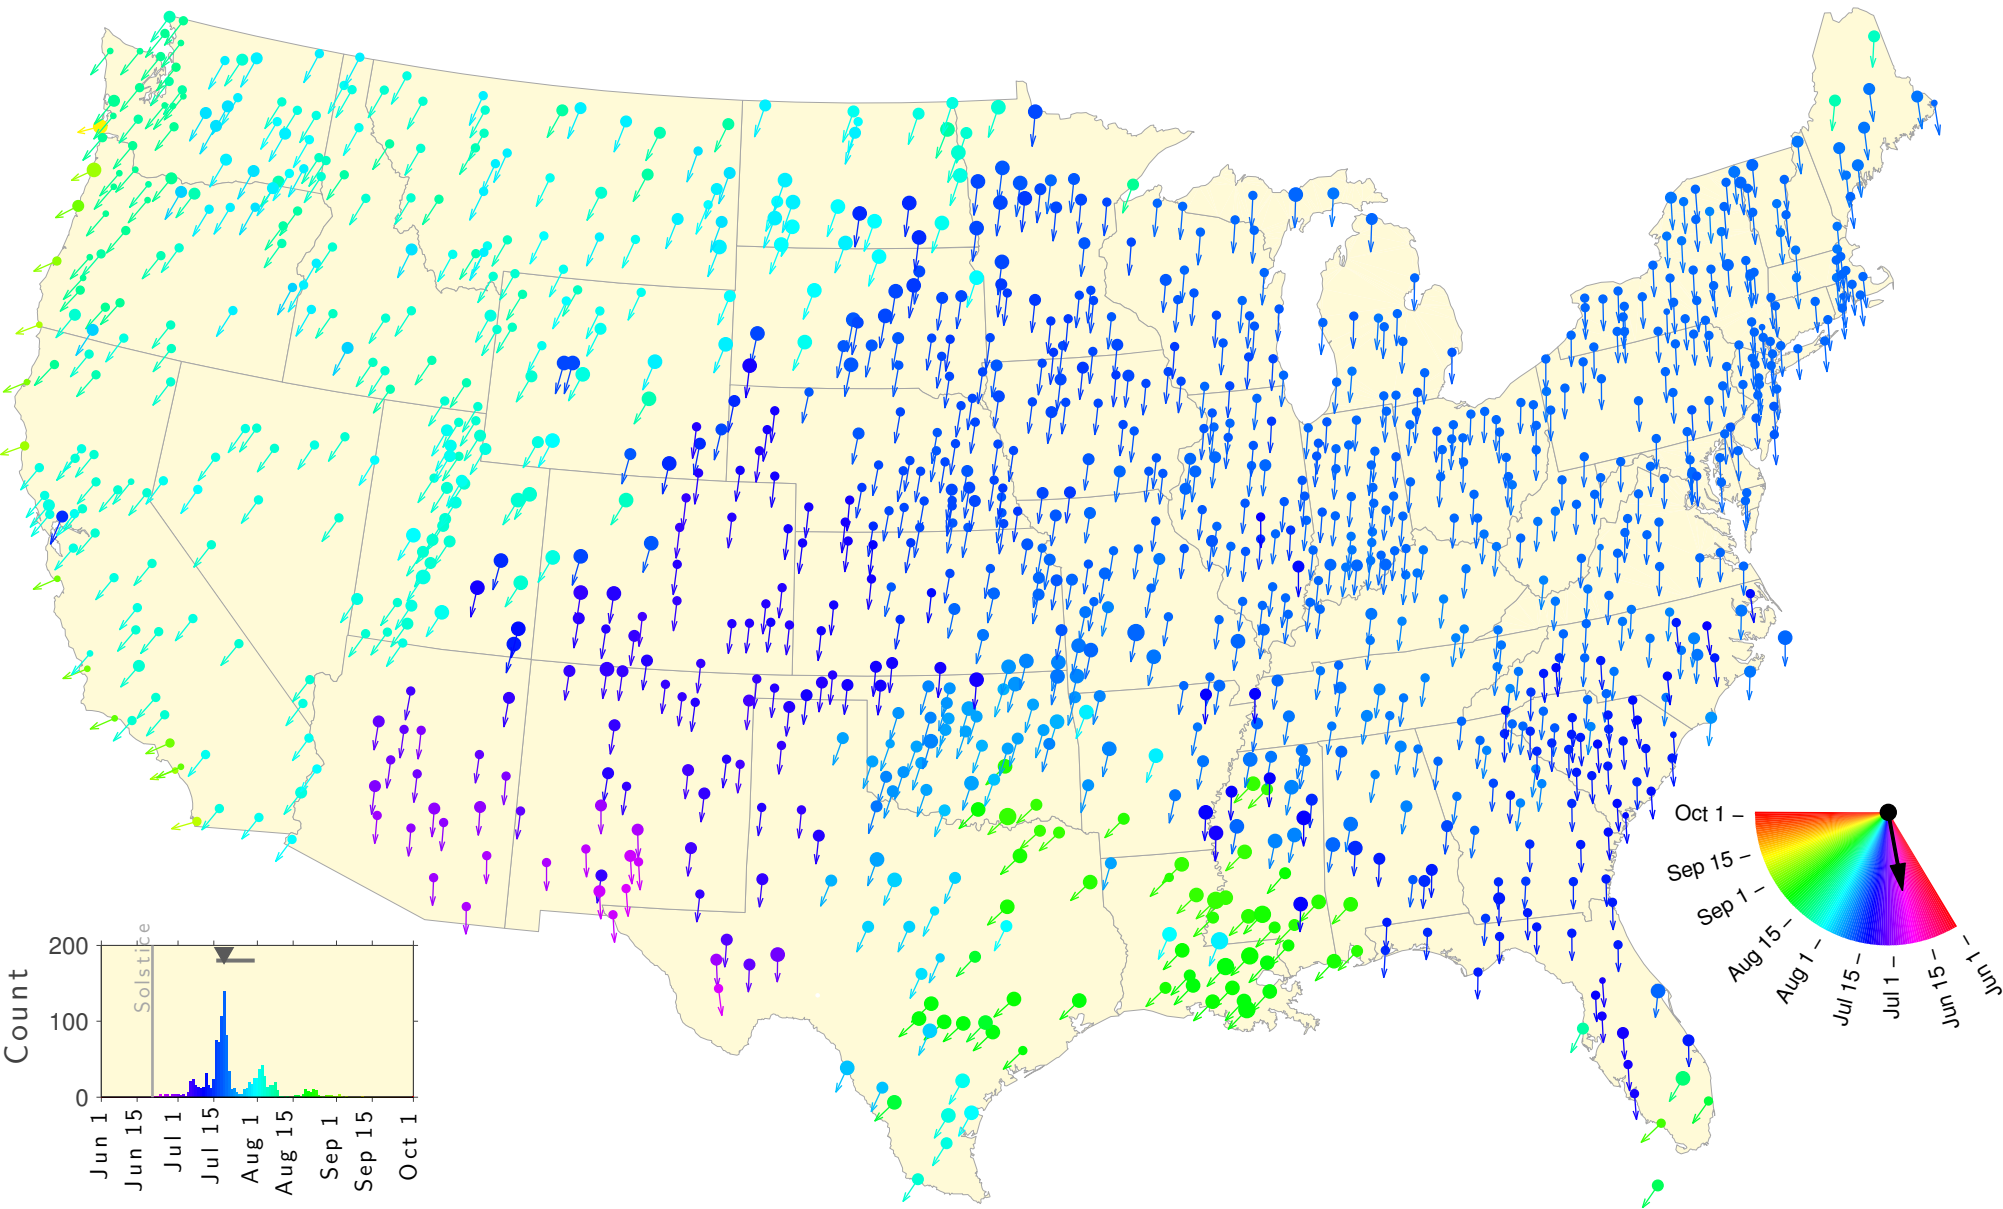 Oct 1 –
Sep 15 –
Sep 1 –
Aug 15 –
Aug 1 –
Jul 15 –
Jul 1 –
Jun 15 –
Jun 1 –
Solstice
Count
200
100
0
Jun 1
Jun 15
Jul 1
Jul 15
Aug 1
Aug 15
Sep 1
Sep 15
Oct 1